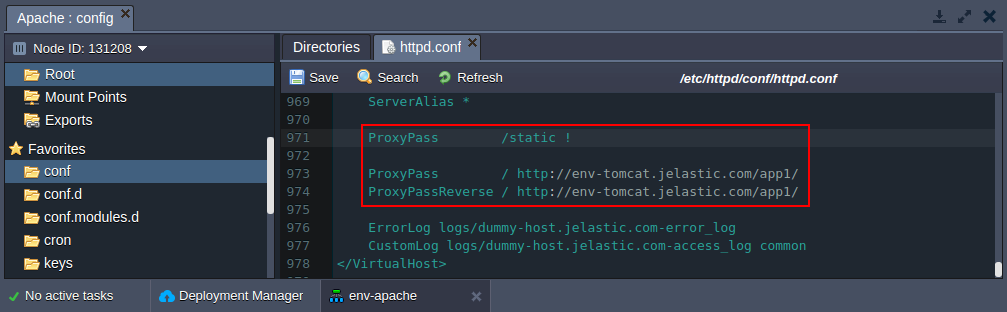 Apache : config
Node ID: 131208
Root
Mount Points
Exports
Favorites
conf
conf.d
conf.modules.d
cron
keys
Directories
httpd.conf
Save
Search
Refresh
/etc/httpd/conf/httpd.conf
969 ServerAlias *
970
971 ProxyPass /static !
972
973 ProxyPass / http://env-tomcat.jelastic.com/app1/
974 ProxyPassReverse / http://env-tomcat.jelastic.com/app1/
975
976 ErrorLog logs/dummy-host.jelastic.com-error_log
977 CustomLog logs/dummy-host.jelastic.com-access_log common
978 </VirtualHost>
No active tasks
Deployment Manager
env-apache